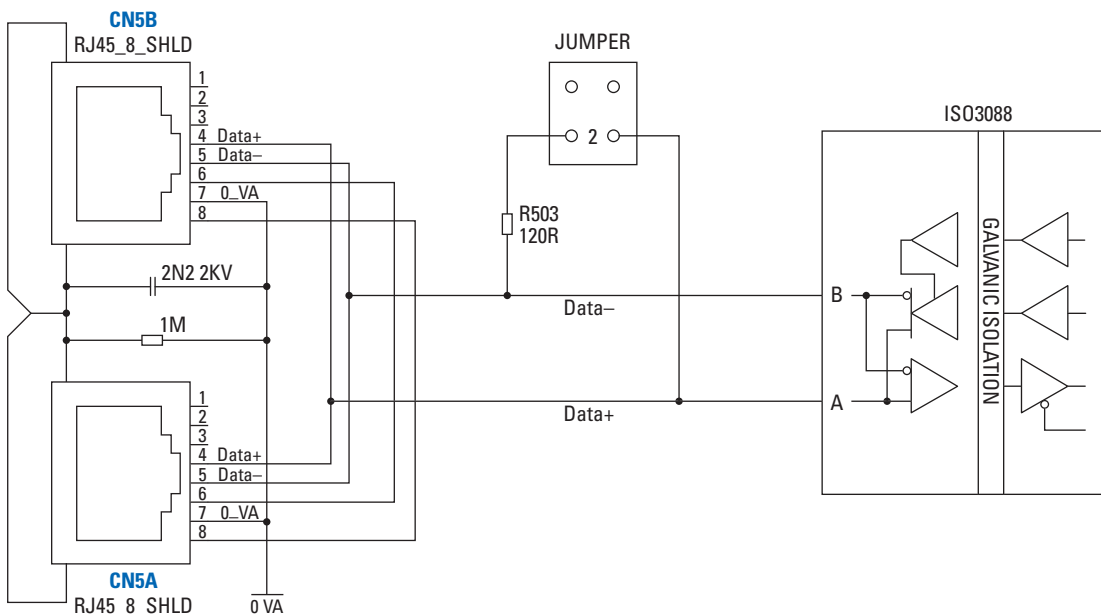 CN5B
RJ45_8_SHLD
1
2
3
4 Data+
5 Data–
6
7 0_VA
8
2N2 2KV
1M
1
2
3
4 Data+
5 Data–
6
7 0_VA
8
CN5A
RJ45_8_SHLD
0 VA
JUMPER
2
R503
120R
Data–
Data+
ISO3088
B
A
GALVANIC ISOLATION